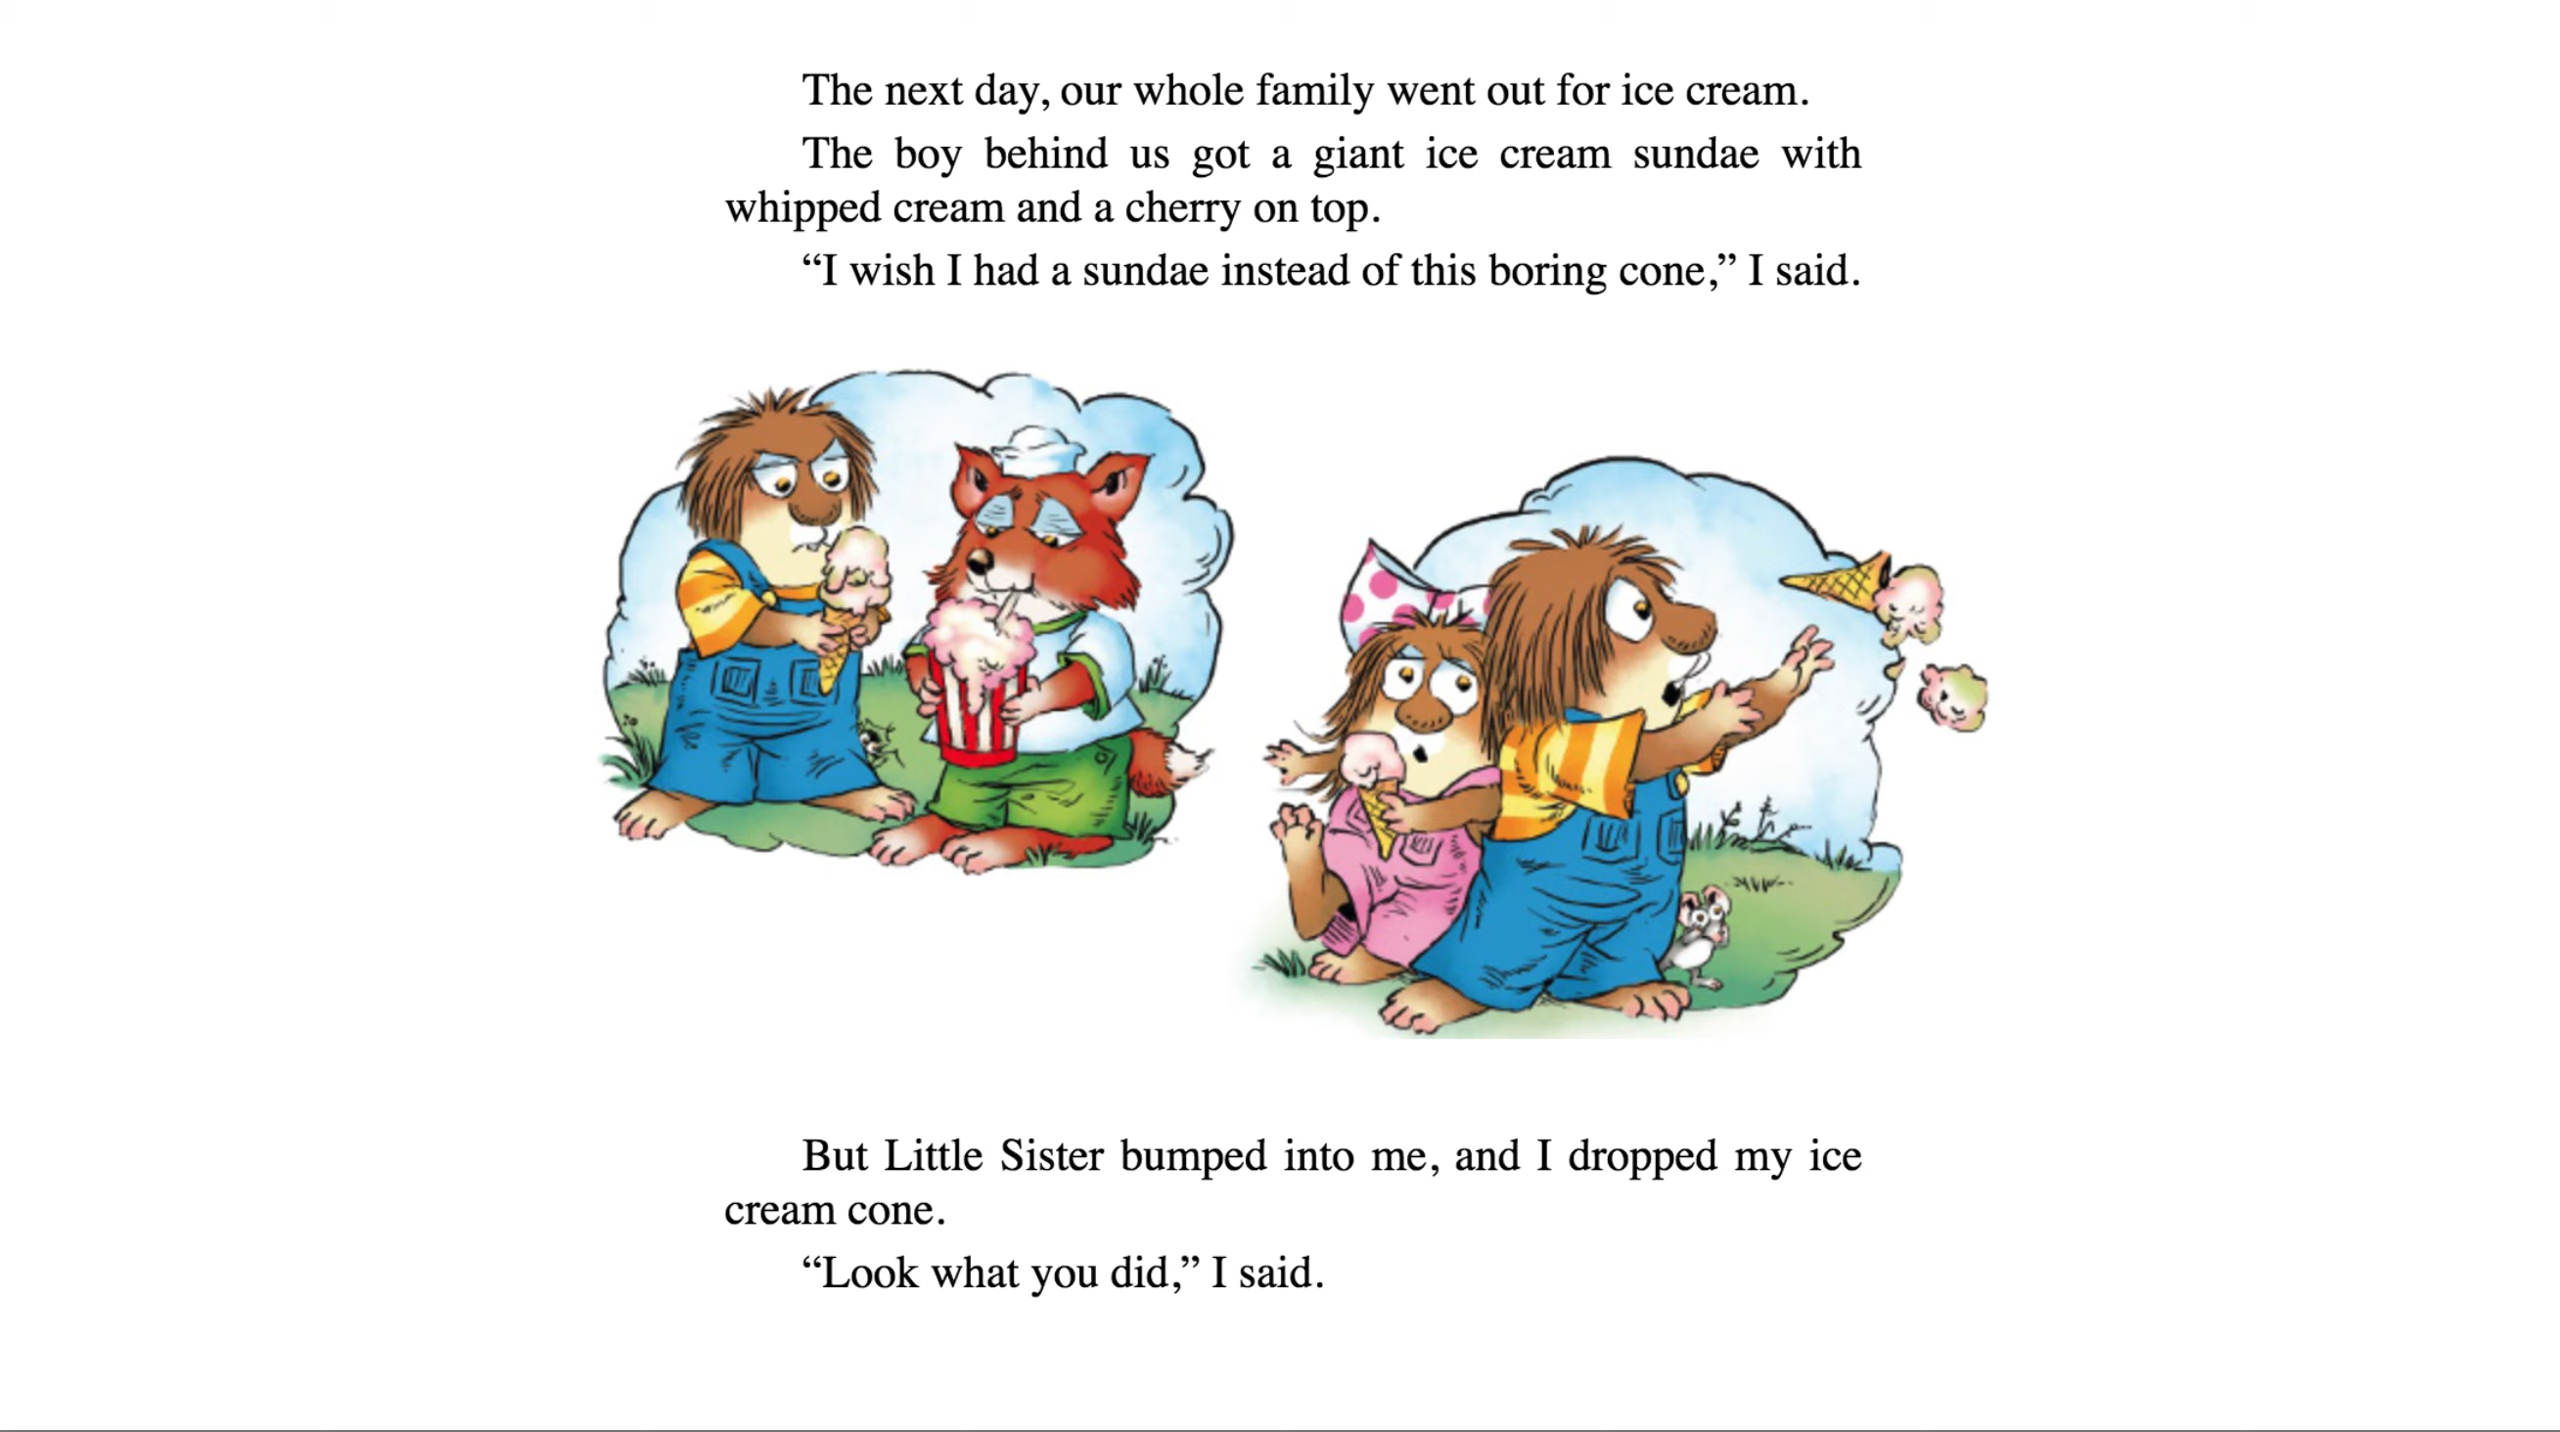 The next day, our whole family went out for ice cream.
The boy behind us got a giant ice cream sundae with
whipped cream and a cherry on top.
“I wish I had a sundae instead of this boring cone,” I said.
But Little Sister bumped into me, and I dropped my ice
cream cone.
“Look what you did,” I said.